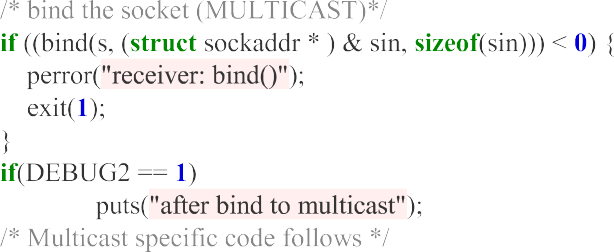 /* bind the socket (MULTICAST)*/
if ((bind(s, (struct sockaddr * ) & sin, sizeof(sin))) < 0) {
perror("receiver: bind()");
exit(1);
}
if(DEBUG2 == 1)
puts("after bind to multicast");
/* Multicast specific code follows */